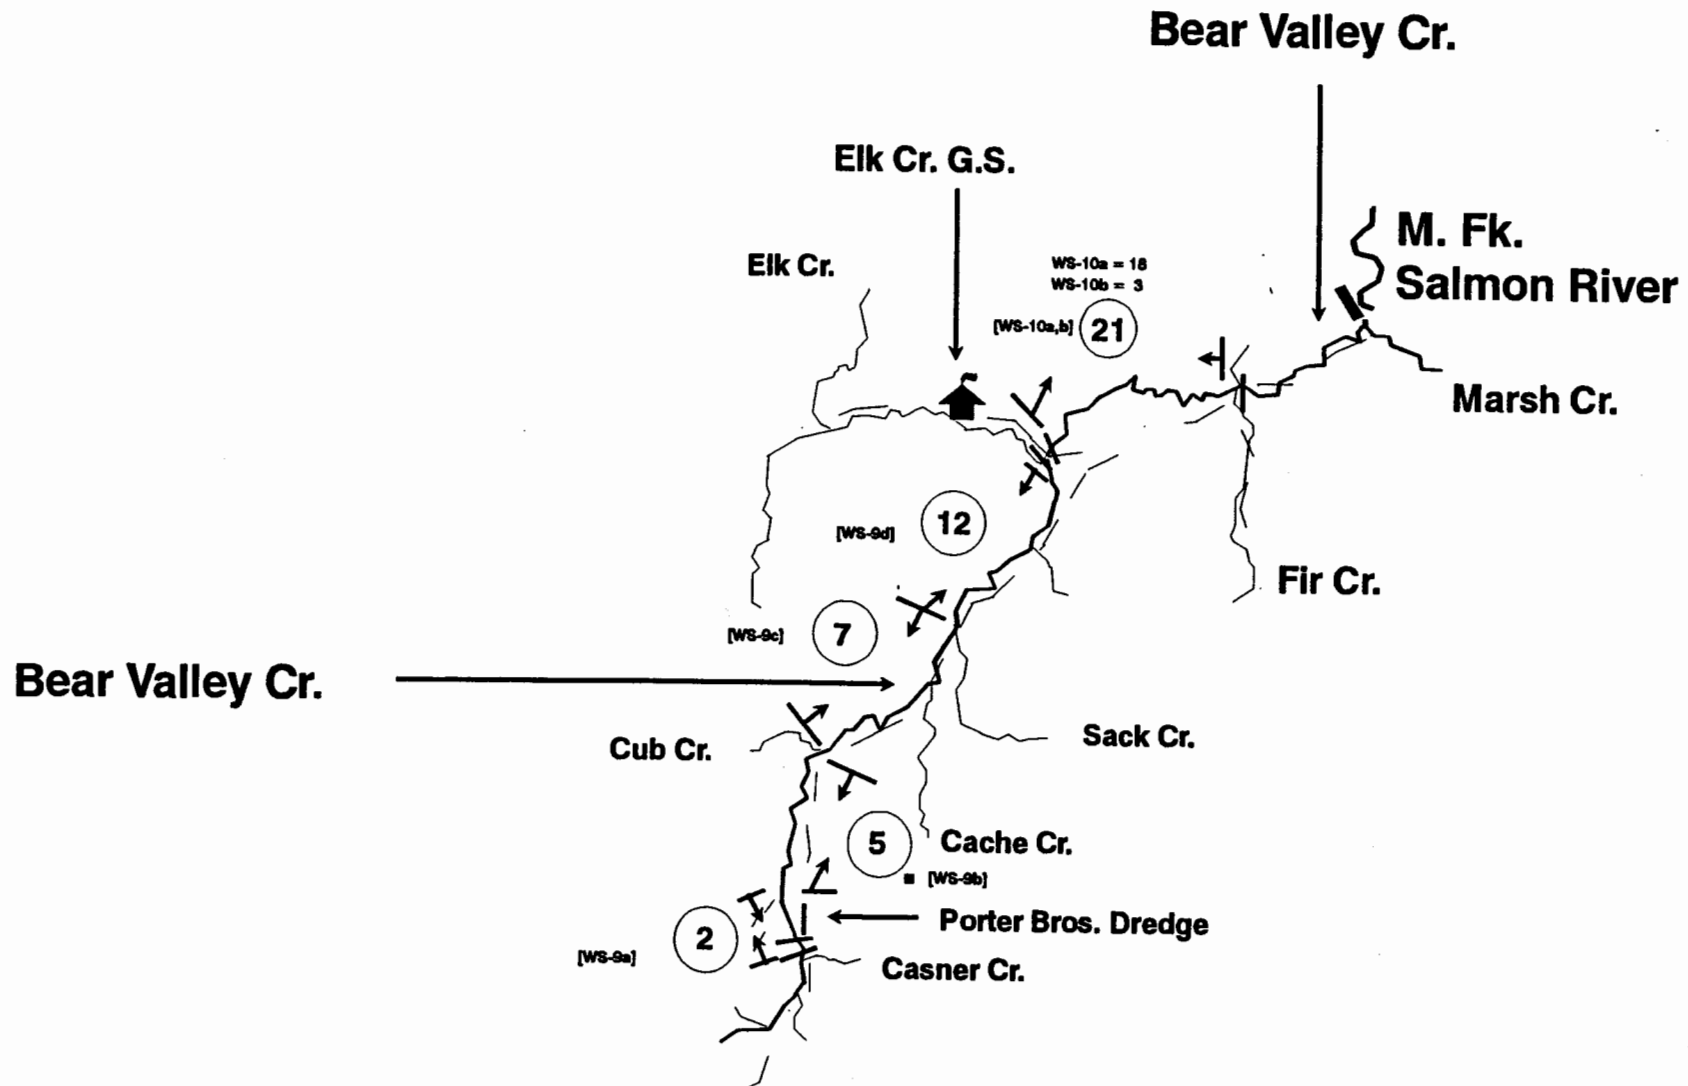 Bear Valley Cr.
Elk Cr. G.S.
M. Fk.
Salmon River
Elk Cr.
WS-10a = 18
WS-10b = 3
[WS-10a,b] 21
Marsh Cr.
12
[WS-9d]
Fir Cr.
7
[WS-9c]
Bear Valley Cr.
Cub Cr.
Sack Cr.
5
Cache Cr.
[WS-9b]
Porter Bros. Dredge
2
[WS-9a]
Casner Cr.